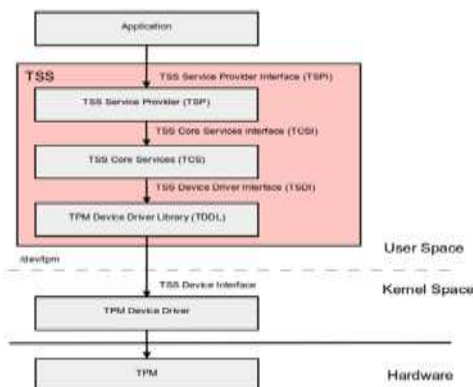 Application
TSS
TSS Service Provider Interface (TSPI)
TSS Service Provider (TSP)
TSS Core Services Interface (TCSI)
TSS Core Services (TCS)
TSS Device Driver Interface (TSDI)
TPM Device Driver Library (TDDL)
User Space
/dev/tpm
TSS Device Interface
Kernel Space
TPM Device Driver
TPM
Hardware